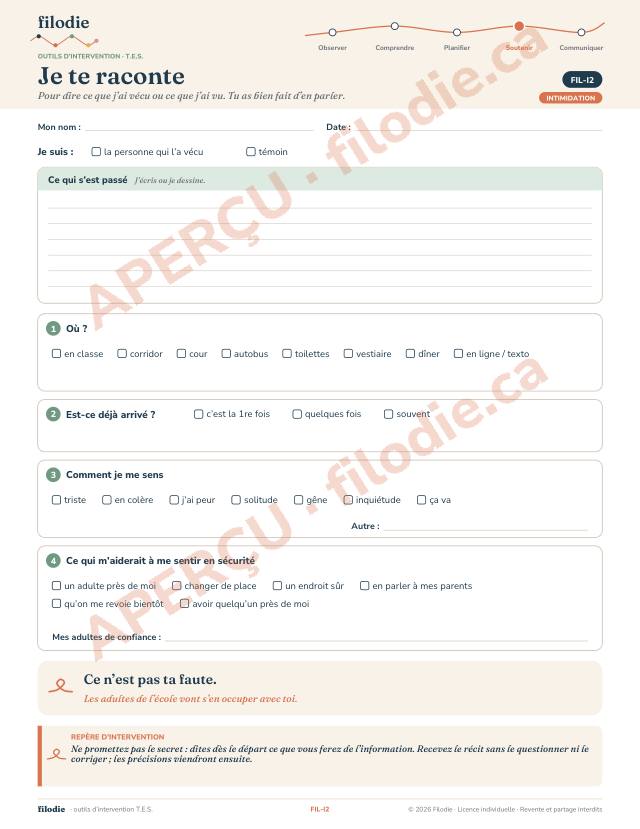 filodie
OUTILS D'INTERVENTION · T.E.S.
Observer Comprendre Planifier Soutenir Communiquer
Je te raconte
Pour dire ce que j'ai vécu ou ce que j'ai vu. Tu as bien fait d'en parler.
FIL-I2
INTIMIDATION
Mon nom : Date :
Je suis : la personne qui l'a vécu témoin
Ce qui s'est passé J'écris ou je dessine.
1 Où ?
en classe corridor cour autobus toilettes vestiaire dîner en ligne / texto
2 Est-ce déjà arrivé ? c'est la 1re fois quelques fois souvent
3 Comment je me sens
triste en colère j'ai peur solitude gêne inquiétude ça va
Autre :
4 Ce qui m'aiderait à me sentir en sécurité
un adulte près de moi changer de place un endroit sûr en parler à mes parents
qu'on me revoie bientôt avoir quelqu'un près de moi
Mes adultes de confiance :
Ce n'est pas ta faute.
Les adultes de l'école vont s'en occuper avec toi.
REPÈRE D'INTERVENTION
Ne promettez pas le secret : dites dès le départ ce que vous ferez de l'information. Recevez le récit sans le questionner ni le
corriger ; les précisions viendront ensuite.
filodie · outils d'intervention T.E.S. FIL-I2 © 2026 Filodie · Licence individuelle · Revente et partage interdits
APERÇU · filodie.ca
APERÇU · filodie.ca